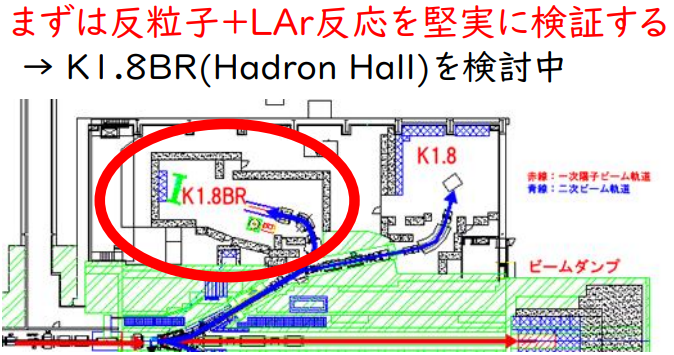 まずは反粒子+LAr反応を堅実に検証する
→ K1.8BR(Hadron Hall)を検討中
K1.8
K1.8BR
赤線:一次陽子ビーム軌道
青線:二次ビーム軌道
ビームダンプ